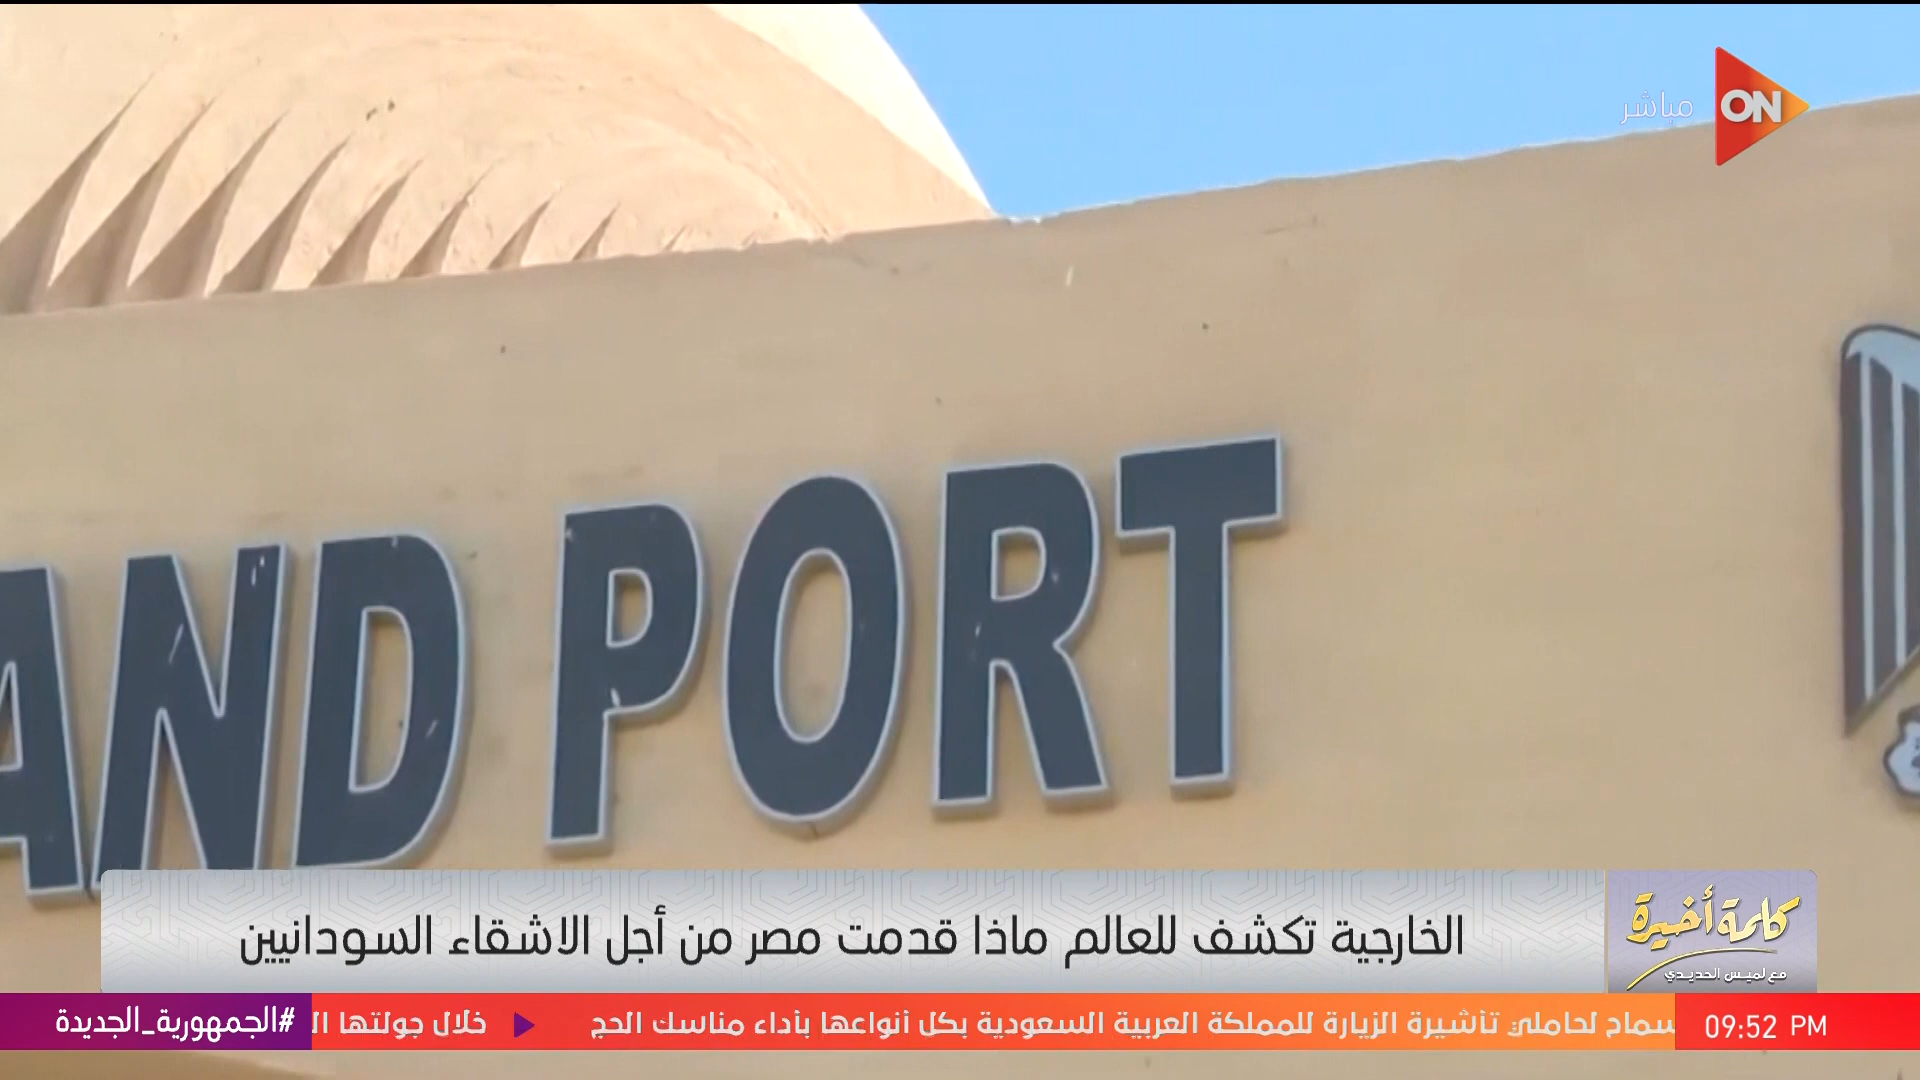 مباشر
ON
AND PORT
الخارجية تكشف للعالم ماذا قدمت مصر من أجل الاشقاء السودانيين
كلمة أخيرة
مع لميس الحديدي
سماح لحاملي تأشيرة الزيارة للمملكة العربية السعودية بكل أنواعها بأداء مناسك الحج ◀ خلال جولتها ال
09:52 PM
#الجمهورية_الجديدة